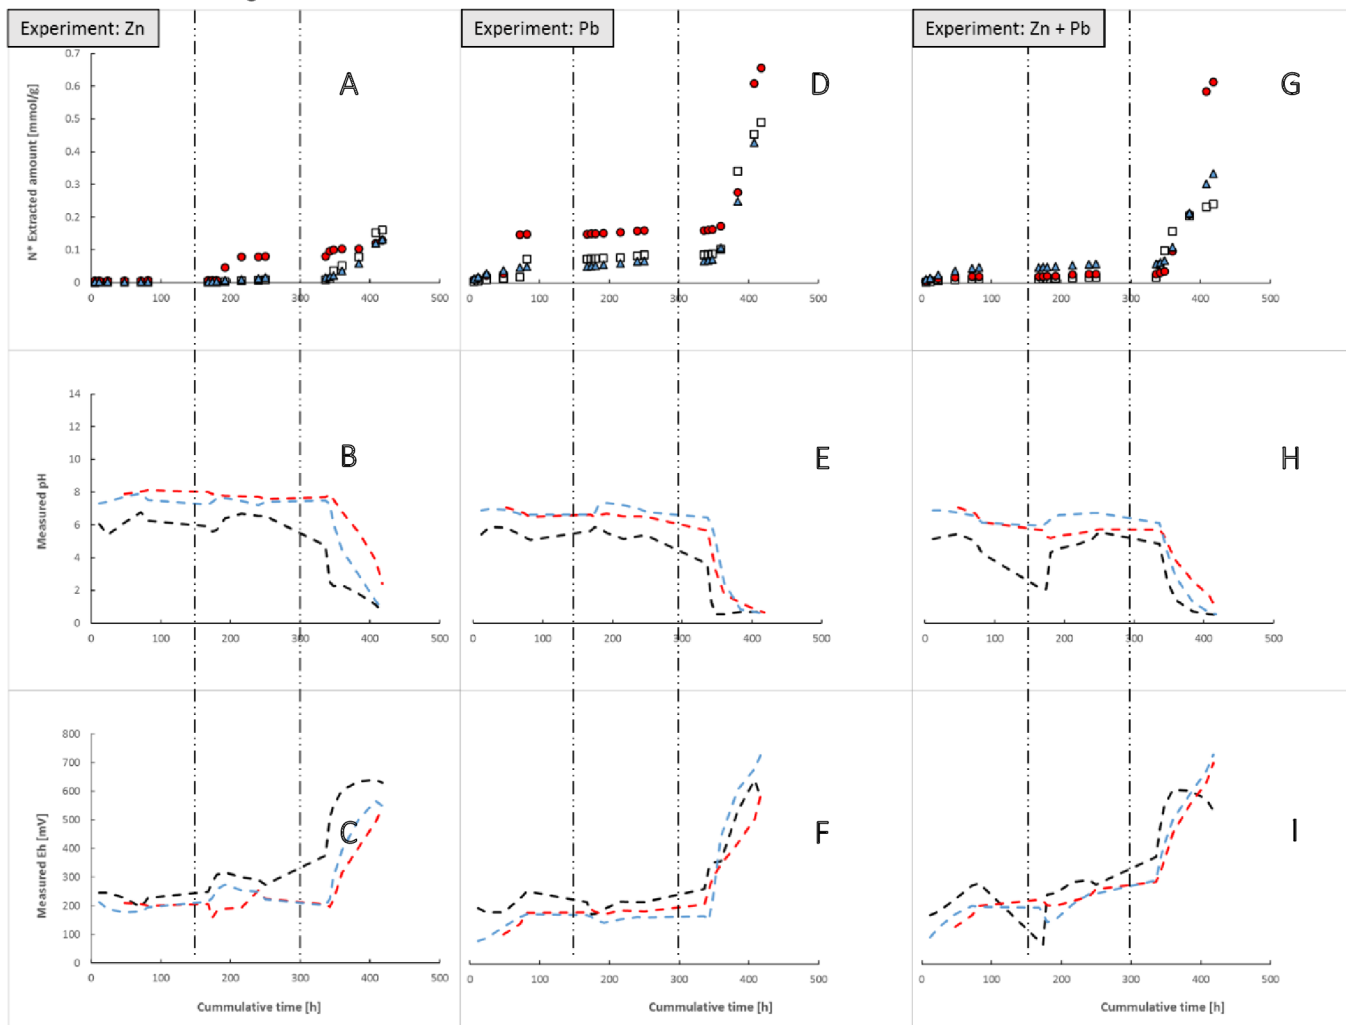 Experiment: Zn
Experiment: Pb
Experiment: Zn + Pb
N° Extracted amount [mmol/g]
0.7
0.6
0.5
0.4
0.3
0.2
0.1
0
0 100 200 300 400 500
A
0 100 200 300 400 500
D
0 100 200 300 400 500
G
Measured pH
14
12
10
8
6
4
2
0
0 100 200 300 400 500
B
0 100 200 300 400 500
E
0 100 200 300 400 500
H
Measured Eh [mV]
800
700
600
500
400
300
200
100
0
0 100 200 300 400 500
C
0 100 200 300 400 500
F
0 100 200 300 400 500
I
Cummulative time [h]
Cummulative time [h]
Cummulative time [h]